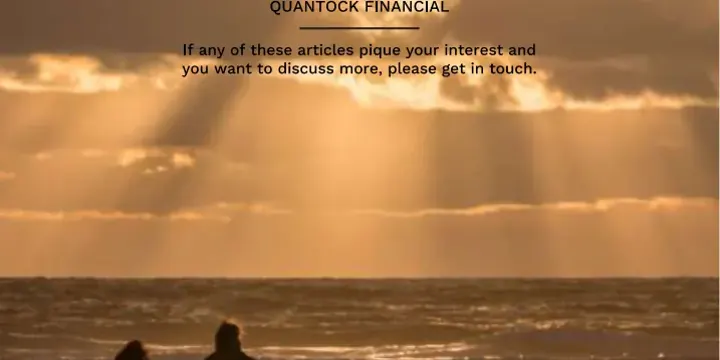 QUANTOCK FINANCIAL
If any of these articles pique your interest and
you want to discuss more, please get in touch.